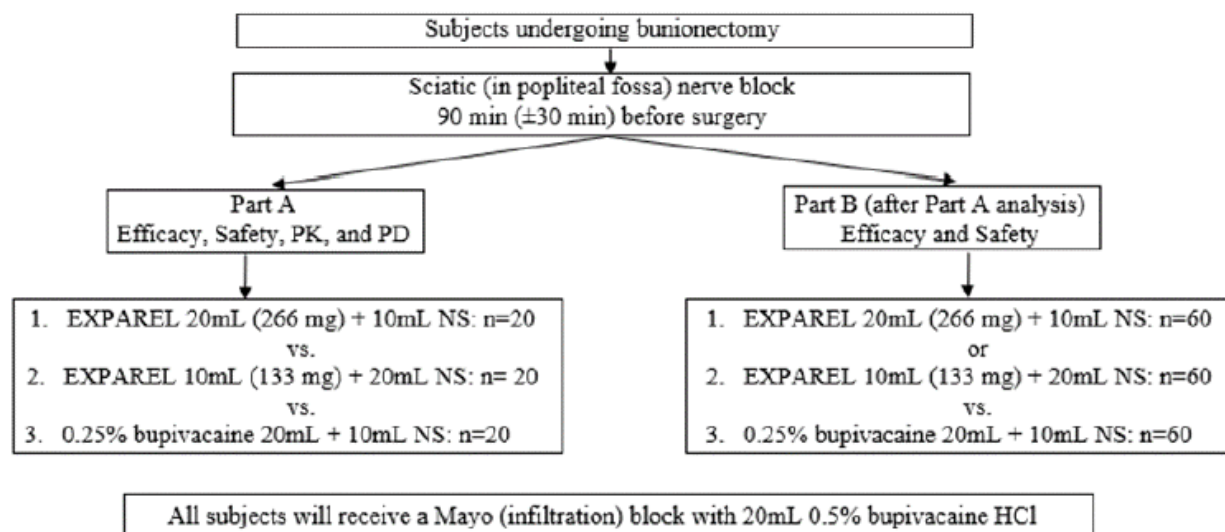 Subjects undergoing bunionectomy
Sciatic (in popliteal fossa) nerve block
90 min (±30 min) before surgery
Part A
Efficacy, Safety, PK, and PD
Part B (after Part A analysis)
Efficacy and Safety
1. EXPAREL 20mL (266 mg) + 10mL NS: n=20
vs.
2. EXPAREL 10mL (133 mg) + 20mL NS: n= 20
vs.
3. 0.25% bupivacaine 20mL + 10mL NS: n=20
1. EXPAREL 20mL (266 mg) + 10mL NS: n=60
or
2. EXPAREL 10mL (133 mg) + 20mL NS: n=60
vs.
3. 0.25% bupivacaine 20mL + 10mL NS: n=60
All subjects will receive a Mayo (infiltration) block with 20mL 0.5% bupivacaine HCl